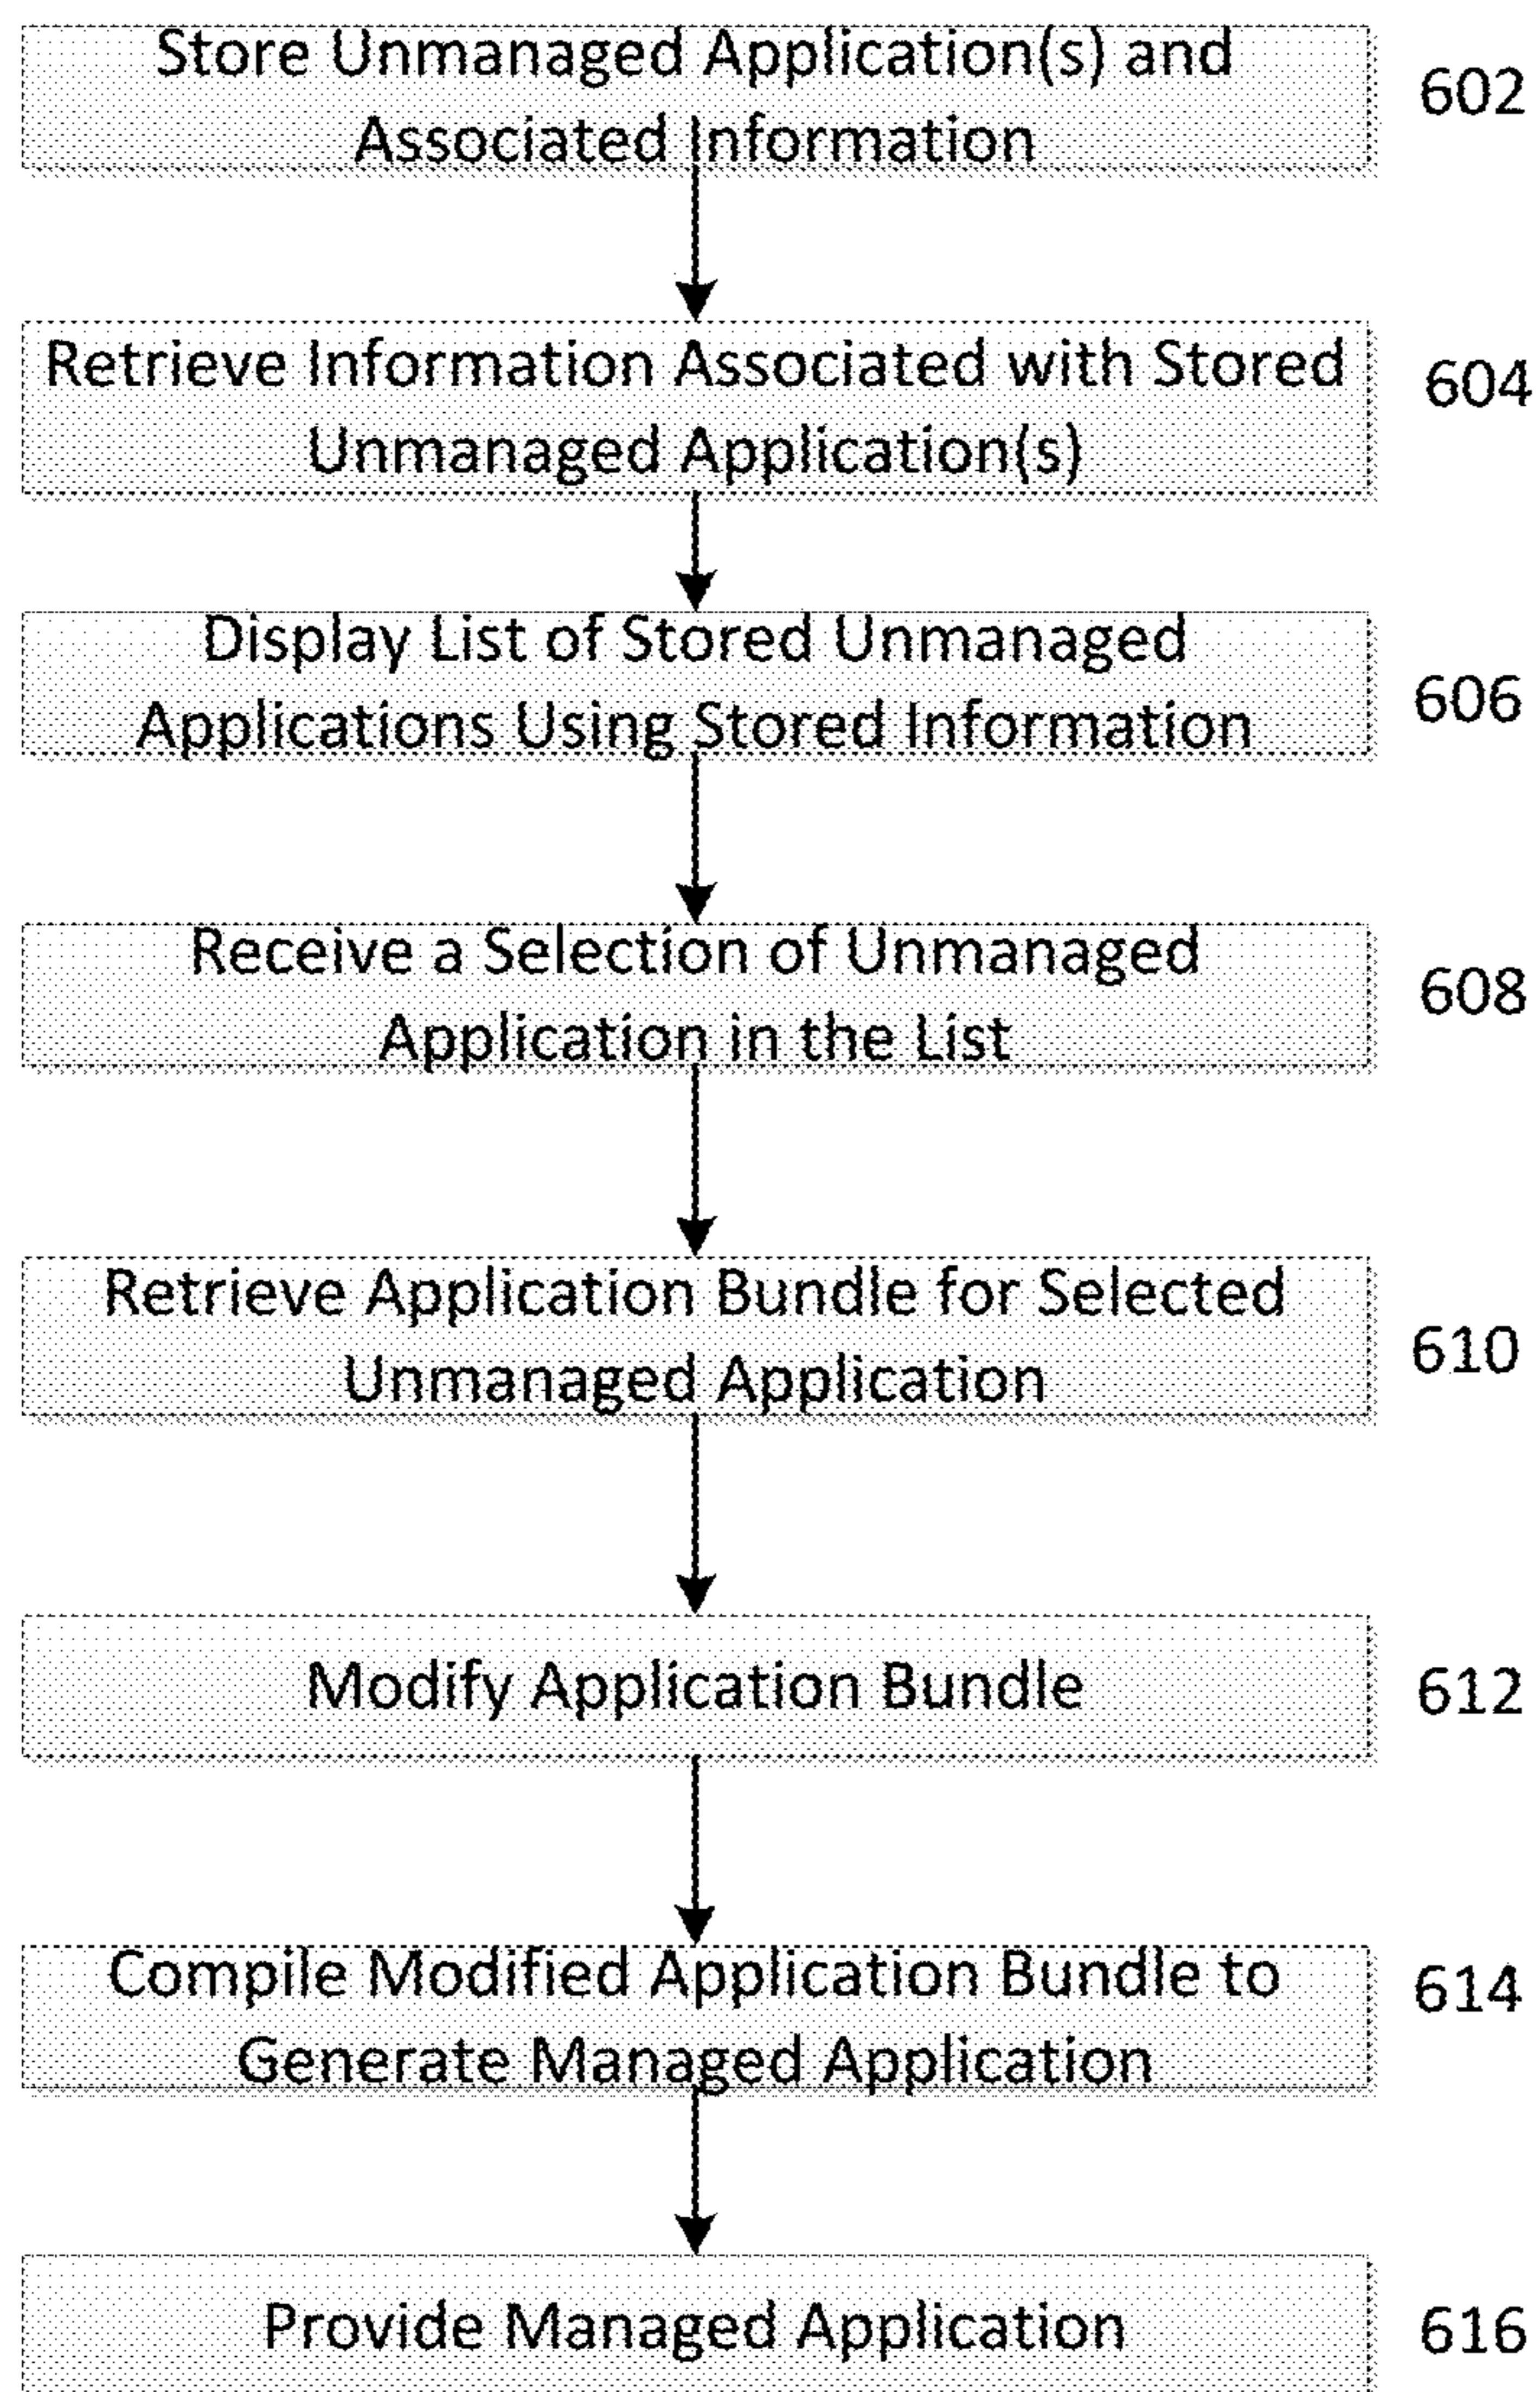 Store Unmanaged Application(s) and
Associated Information
602
Retrieve Information Associated with Stored
Unmanaged Application(s)
604
Display List of Stored Unmanaged
Applications Using Stored Information
606
Receive a Selection of Unmanaged
Application in the List
608
Retrieve Application Bundle for Selected
Unmanaged Application
610
Modify Application Bundle
612
Compile Modified Application Bundle to
Generate Managed Application
614
Provide Managed Application
616